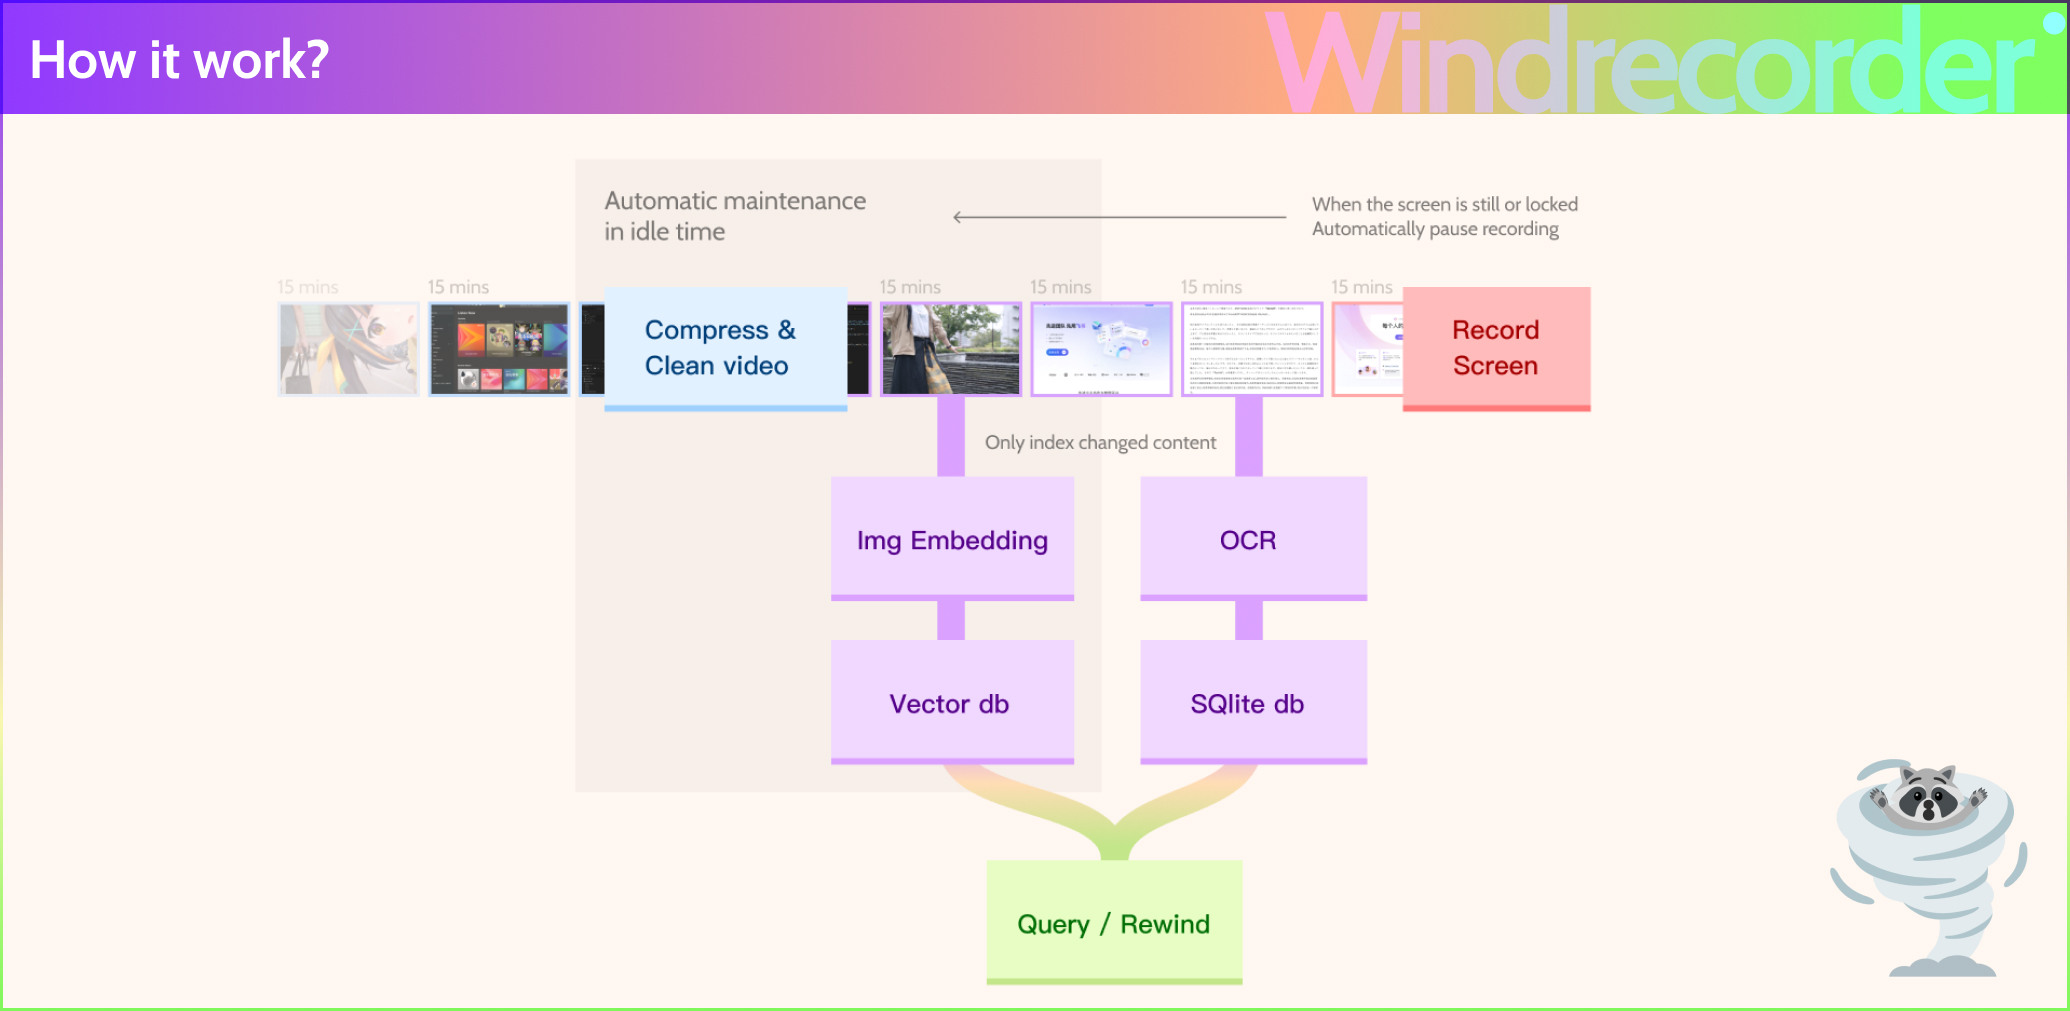 How it work?
Windrecorder
Automatic maintenance
in idle time
When the screen is still or locked
Automatically pause recording
15 mins
15 mins
15 mins
15 mins
15 mins
15 mins
Compress &
Clean video
Record
Screen
Only index changed content
Img Embedding
OCR
Vector db
SQlite db
Query / Rewind